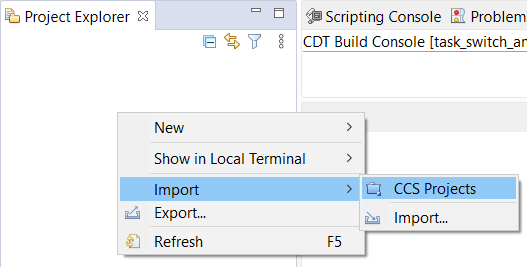 Project Explorer
Scripting Console
Problem
CDT Build Console [task_switch_an
New
Show in Local Terminal
Import
CCS Projects
Export...
Import...
Refresh F5